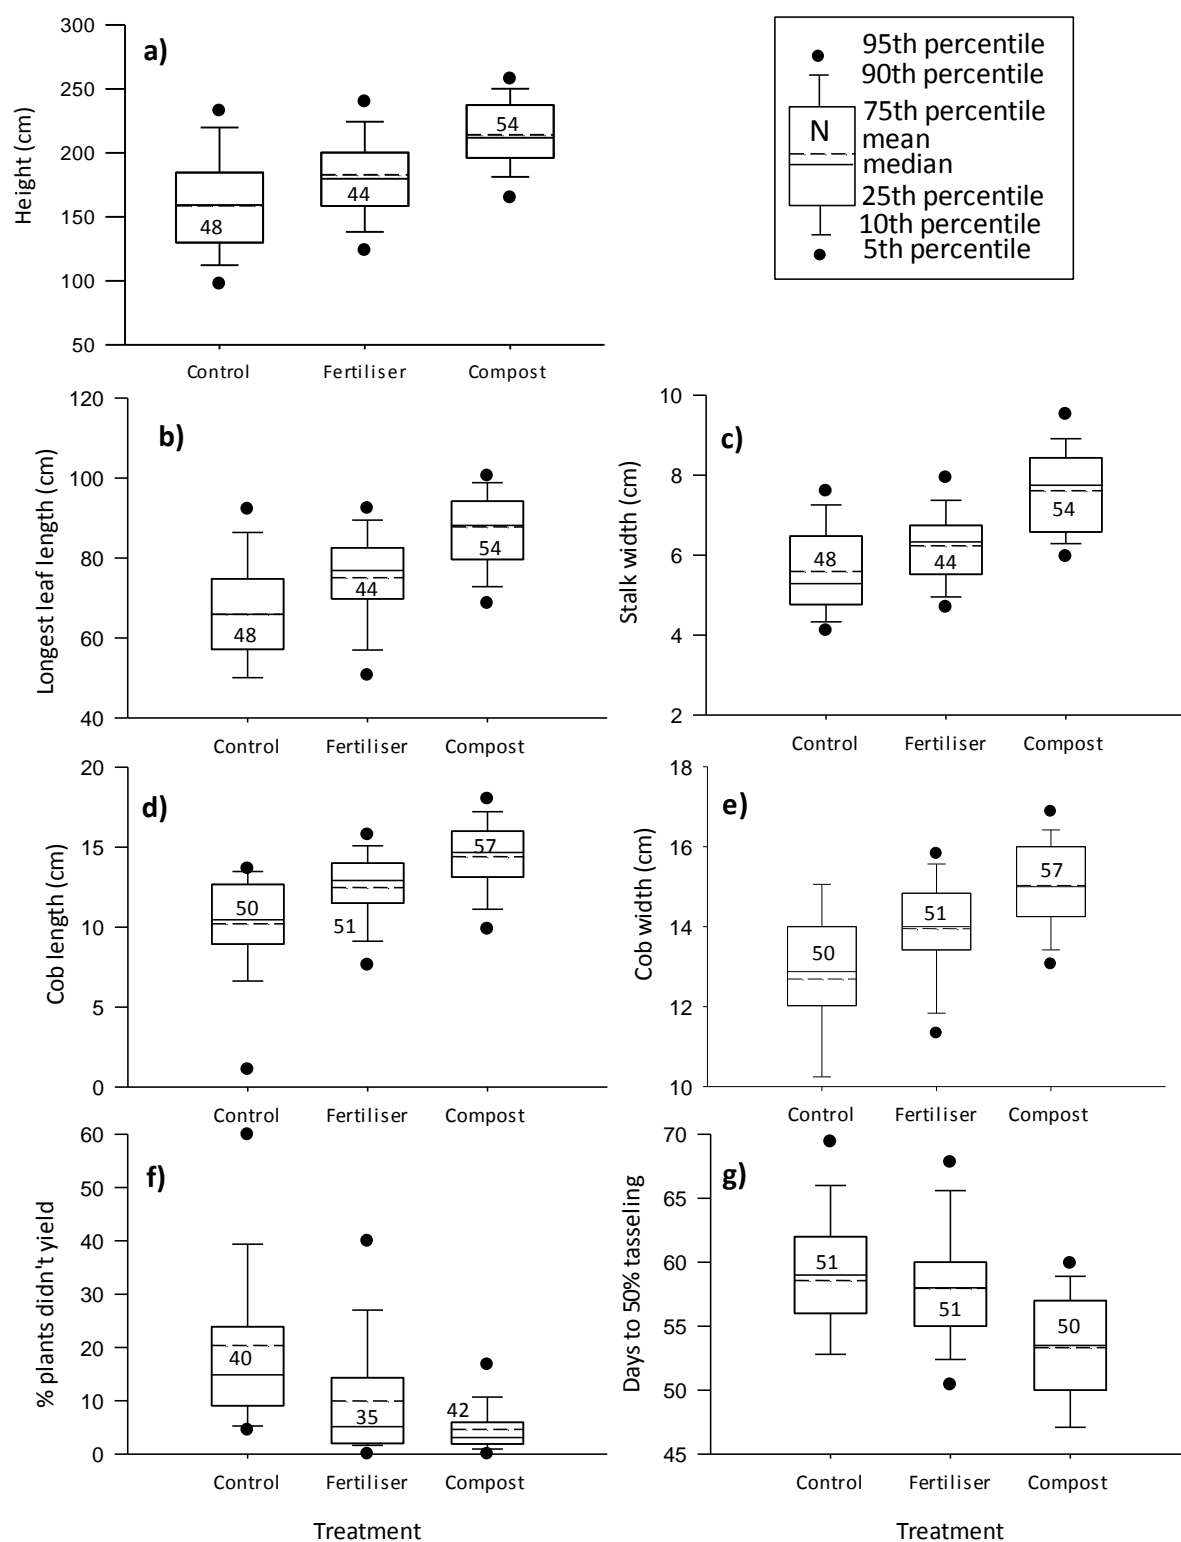 a)
Height (cm)
300
250
200
150
100
50
48
44
54
Control Fertiliser Compost
95th percentile
90th percentile
75th percentile
N
mean
median
25th percentile
10th percentile
5th percentile
b)
Longest leaf length (cm)
120
100
80
60
40
48
44
54
Control Fertiliser Compost
c)
Stalk width (cm)
10
8
6
4
2
48
44
54
Control Fertiliser Compost
d)
Cob length (cm)
20
15
10
5
0
50
51
57
Control Fertiliser Compost
e)
Cob width (cm)
18
16
14
12
10
50
51
57
Control Fertiliser Compost
f)
% plants didn't yield
60
50
40
30
20
10
0
40
35
42
Control Fertiliser Compost
Treatment
g)
Days to 50% tasseling
70
65
60
55
50
45
51
51
50
Control Fertiliser Compost
Treatment